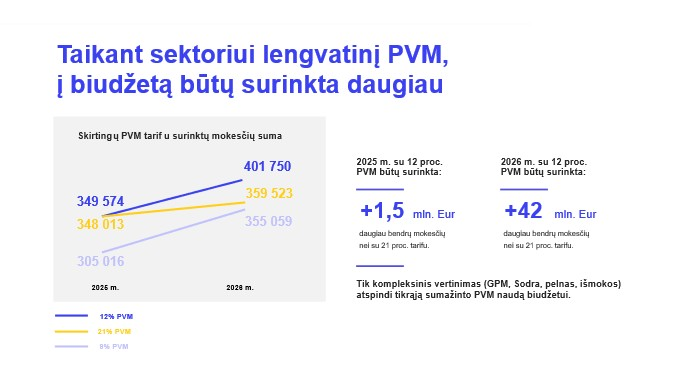 Taikant sektoriui lengvatinį PVM,
į biudžetą būtų surinkta daugiau
Skirting ų PVM tarif u surinktų mokesčių suma
401 750
349 574
359 523
348 013
355 059
305 016
2025 m.
2026 m.
12% PVM
21% PVM
9% PVM
2025 m. su 12 proc.
PVM būtų surinkta:
+1,5 mln. Eur
daugiau bendrų mokesčių
nei su 21 proc. tarifu.
2026 m. su 12 proc.
PVM būtų surinkta:
+42 mln. Eur
daugiau bendrų mokesčių
nei su 21 proc. tarifu.
Tik kompleksinis vertinimas (GPM, Sodra, pelnas, išmokos)
atspindi tikrąją sumažinto PVM naudą biudžetui.